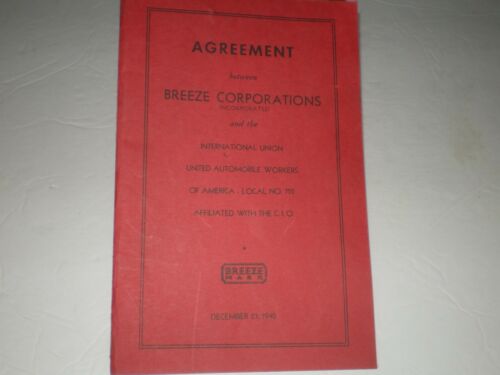 AGREEMENT
between
BREEZE CORPORATIONS
INCORPORATED
and the
INTERNATIONAL UNION
UNITED AUTOMOBILE WORKERS
OF AMERICA - LOCAL NO.
AFFILIATED WITH THE C.I.O
BREEZE
MARK
DECEMBER